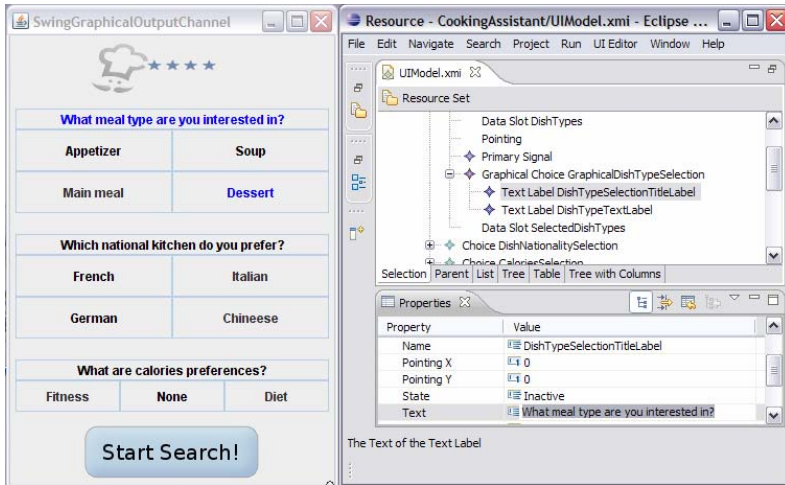 SwingGraphicalOutputChannel
What meal type are you interested in?
Appetizer Soup
Main meal Dessert
Which national kitchen do you prefer?
French Italian
German Chineese
What are calories preferences?
Fitness None Diet
Start Search!
Resource - CookingAssistant/UIModel.xmi - Eclipse ...
File Edit Navigate Search Project Run UI Editor Window Help
UIModel.xmi
Resource Set
Data Slot DishTypes
Pointing
Primary Signal
Graphical Choice GraphicalDishTypeSelection
Text Label DishTypeSelectionTitleLabel
Text Label DishTypeTextLabel
Data Slot SelectedDishTypes
Choice DishNationalitySelection
Choice CaloriesSelection
Selection Parent List Tree Table Tree with Columns
Properties
Property Value
Name DishTypeSelectionTitleLabel
Pointing X 0
Pointing Y 0
State Inactive
Text What meal type are you interested in?
The Text of the Text Label